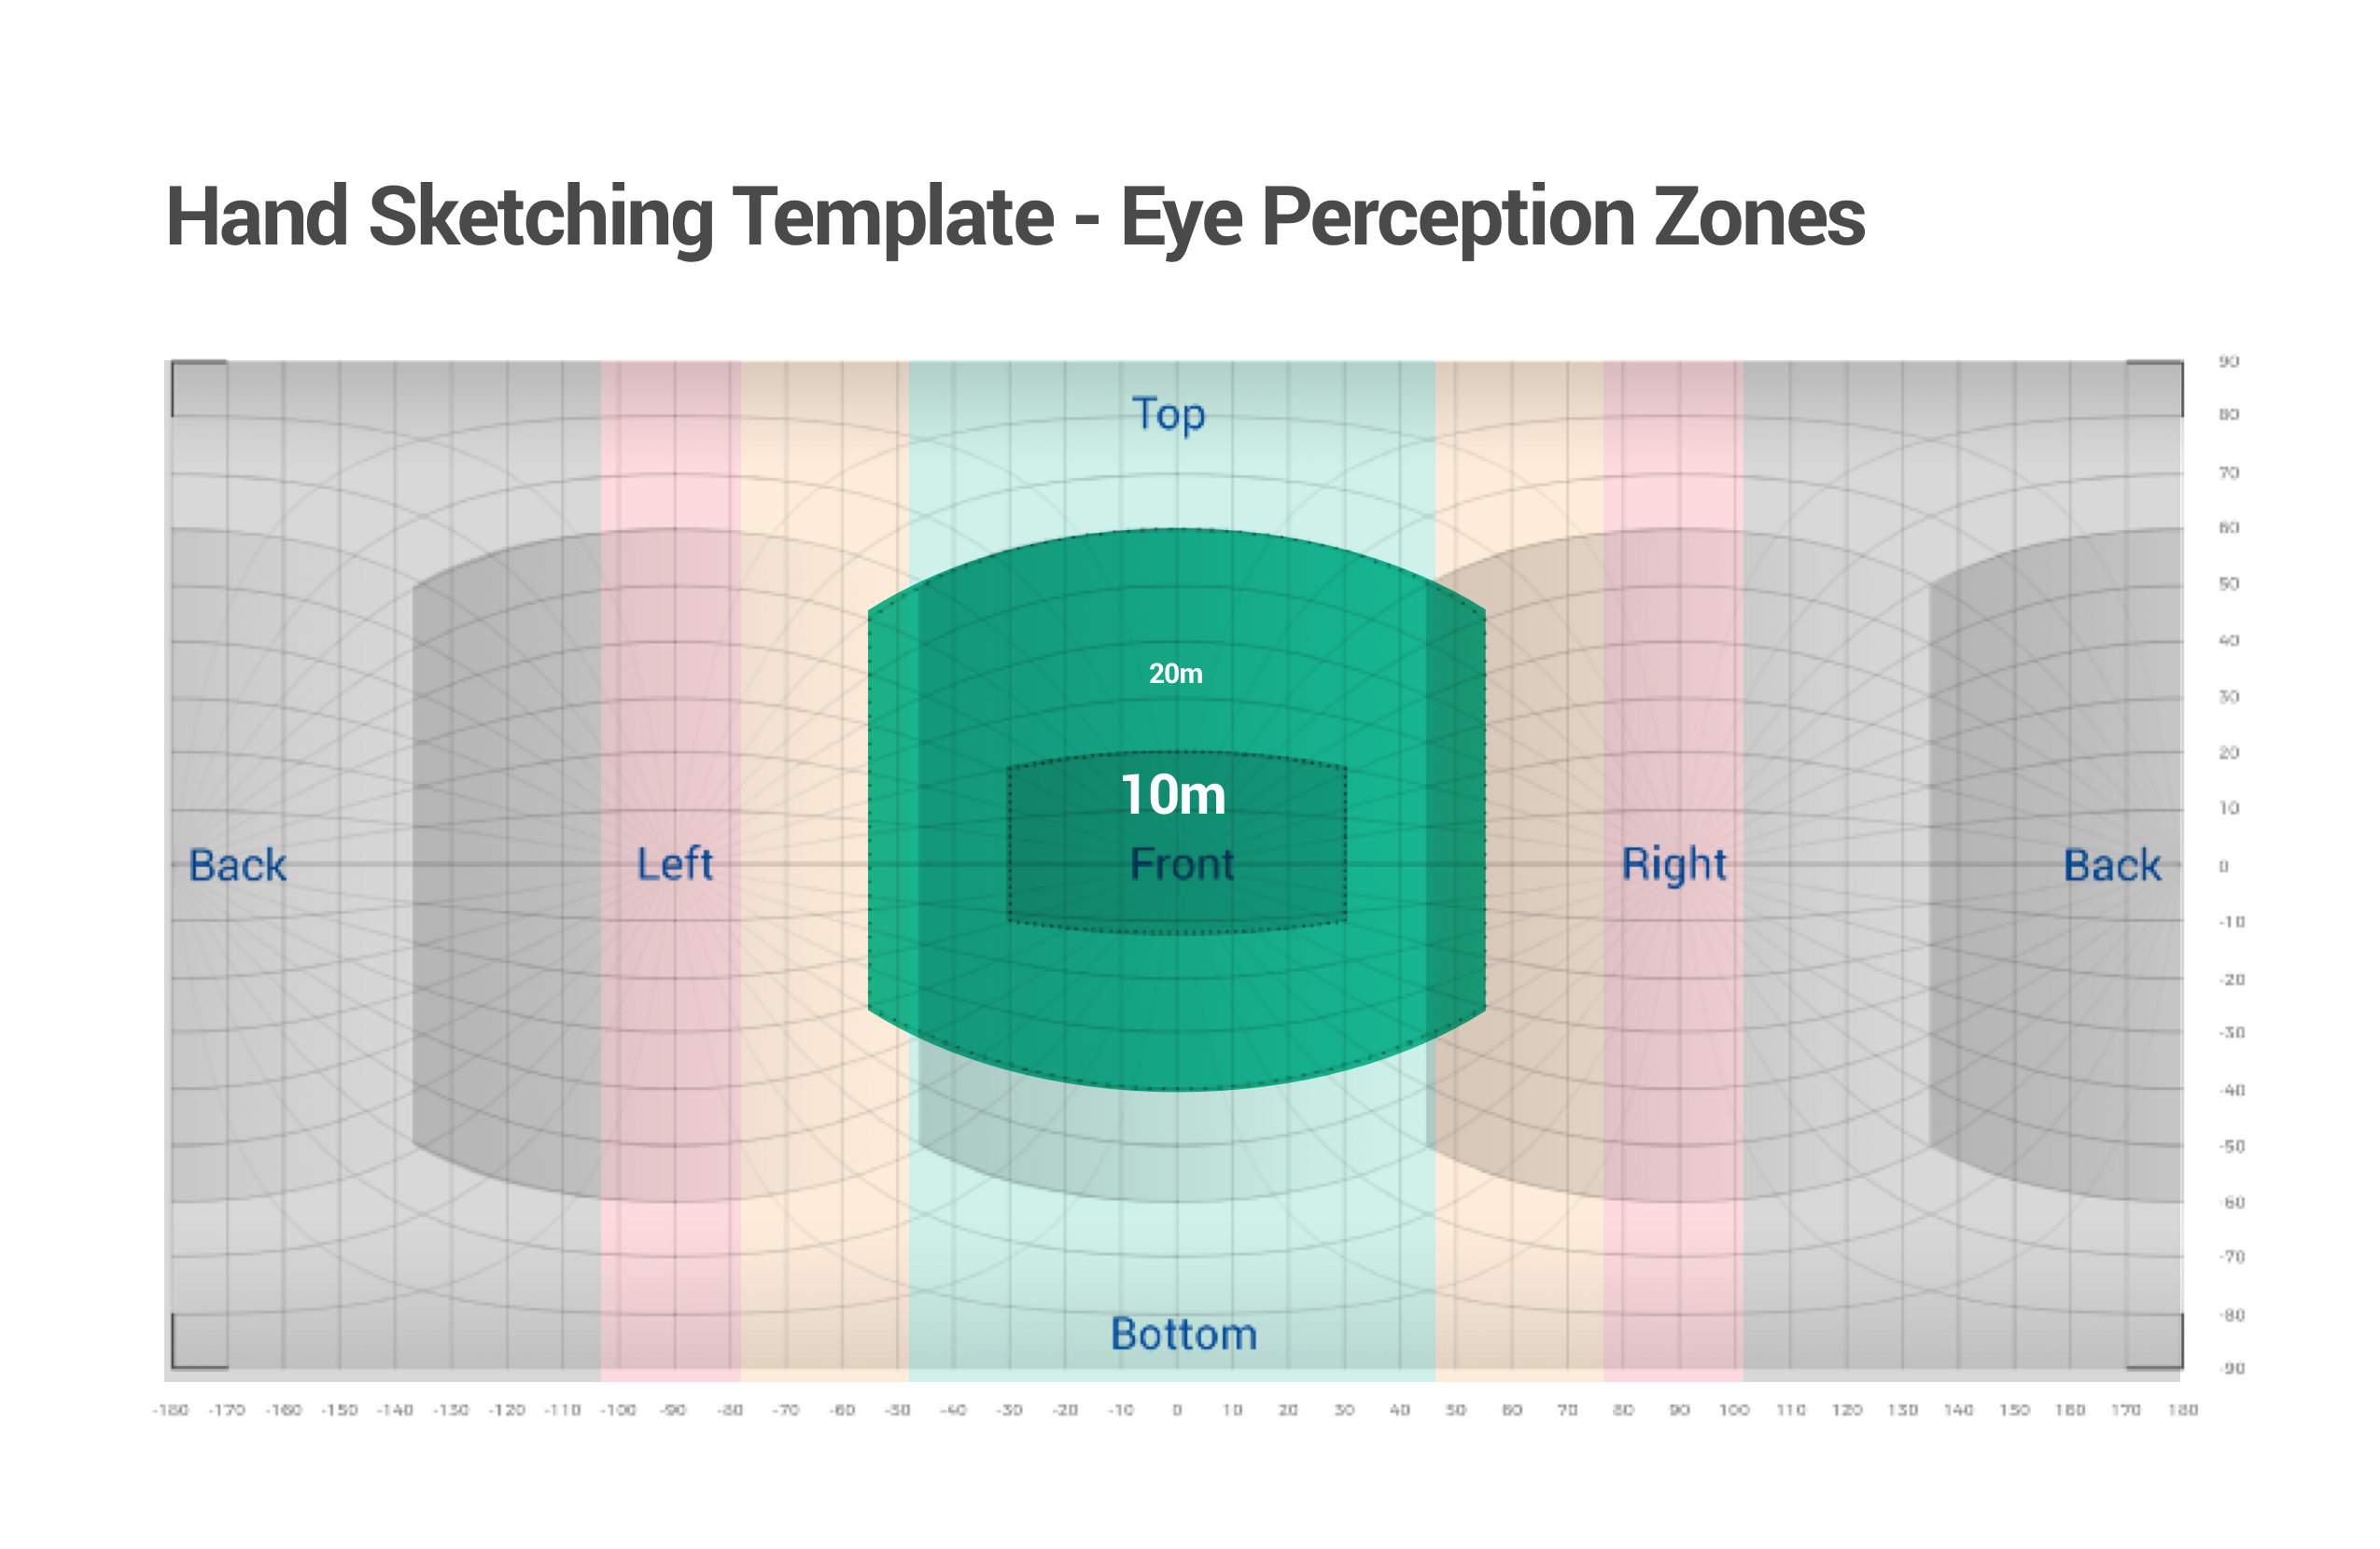 Hand Sketching Template - Eye Perception Zones
90
Top
80
70
60
50
40
20m
30
20
10m
10
Back Left Front Right Back
0
-10
-20
-30
-40
-50
-60
-70
-80
Bottom
-90
-180 -170 -160 -150 -140 -130 -120 -110 -100 -90 -80 -70 -60 -50 -40 -30 -20 -10 0 10 20 30 40 50 60 70 80 90 100 110 120 130 140 150 160 170 180